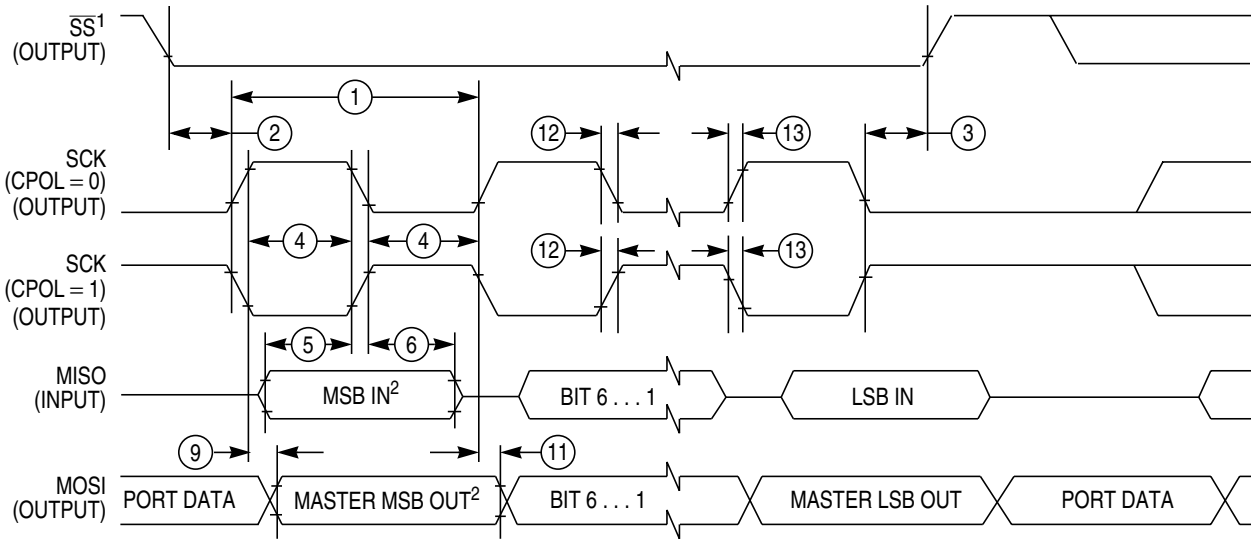 SS¹
(OUTPUT)
1
2
12
13
3
SCK
(CPOL = 0)
(OUTPUT)
4
4
SCK
(CPOL = 1)
(OUTPUT)
12
13
5
6
MISO
(INPUT)
MSB IN²
BIT 6 . . . 1
LSB IN
9
11
MOSI
(OUTPUT)
PORT DATA
MASTER MSB OUT²
BIT 6 . . . 1
MASTER LSB OUT
PORT DATA